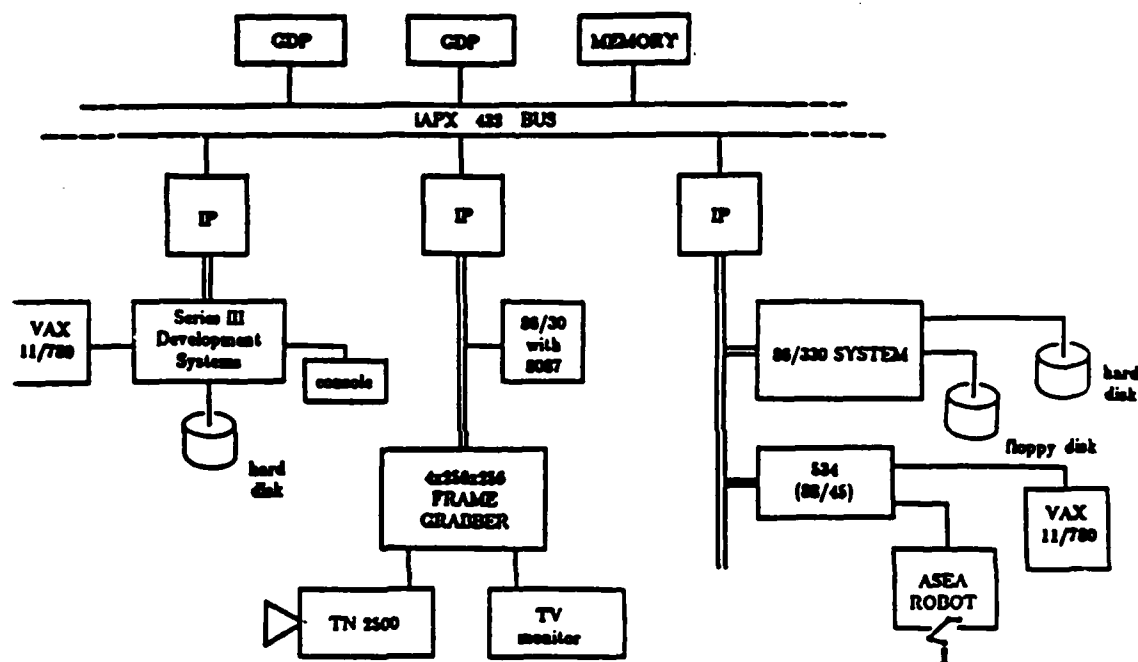 GDP
GDP
MEMORY
iAPX 432 BUS
IP
IP
IP
VAX
11/780
Series III
Development
Systems
console
hard
disk
86/30
with
8087
4x256x256
FRAME
GRABBER
TN 2500
TV
monitor
86/330 SYSTEM
hard
disk
floppy disk
534
(88/45)
VAX
11/780
ASEA
ROBOT